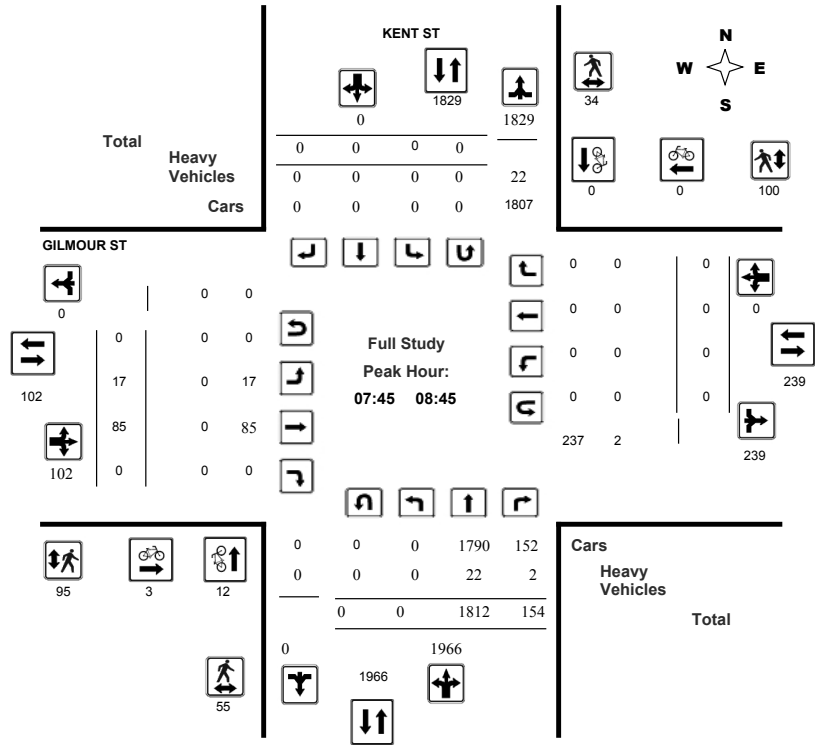 KENT ST
N
W E
S
1829
34
0 1829
Total 0 0 0 0
Heavy
Vehicles 0 0 0 0 22
0 0 100
Cars 0 0 0 0 1807
GILMOUR ST
0 0 0
0 0 0
0
0 0 0 0
0 0 0
Full Study
102 17 0 17 0 0 0 239
Peak Hour:
07:45 08:45
0 0 0
85 0 85
237 2 239
102 0 0 0
0 0 0 1790 152 Cars
95 3 12
0 0 0 22 2 Heavy
Vehicles
0 0 1812 154 Total
0 1966
1966
55